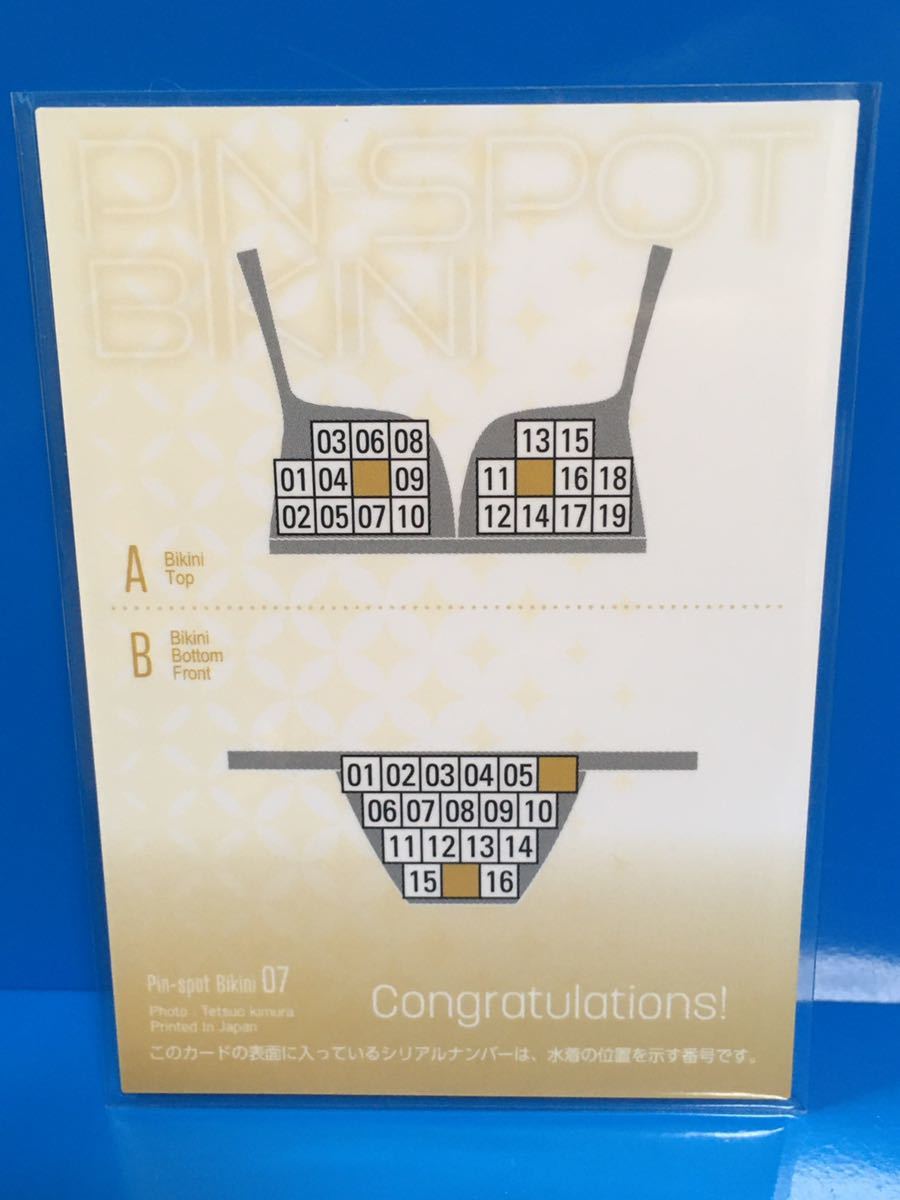 PIN-SPOT
BIKINI
03 06 08
01 04 09
02 05 07 10
13 15
11 16 18
12 14 17 19
A Bikini
Top
B Bikini
Bottom
Front
01 02 03 04 05
06 07 08 09 10
11 12 13 14
15 16
Pin-spot Bikini 07
Photo : Tetsuo kimura
Printed In Japan
Congratulations!
このカードの表面に入っているシリアルナンバーは、水着の位置を示す番号です。